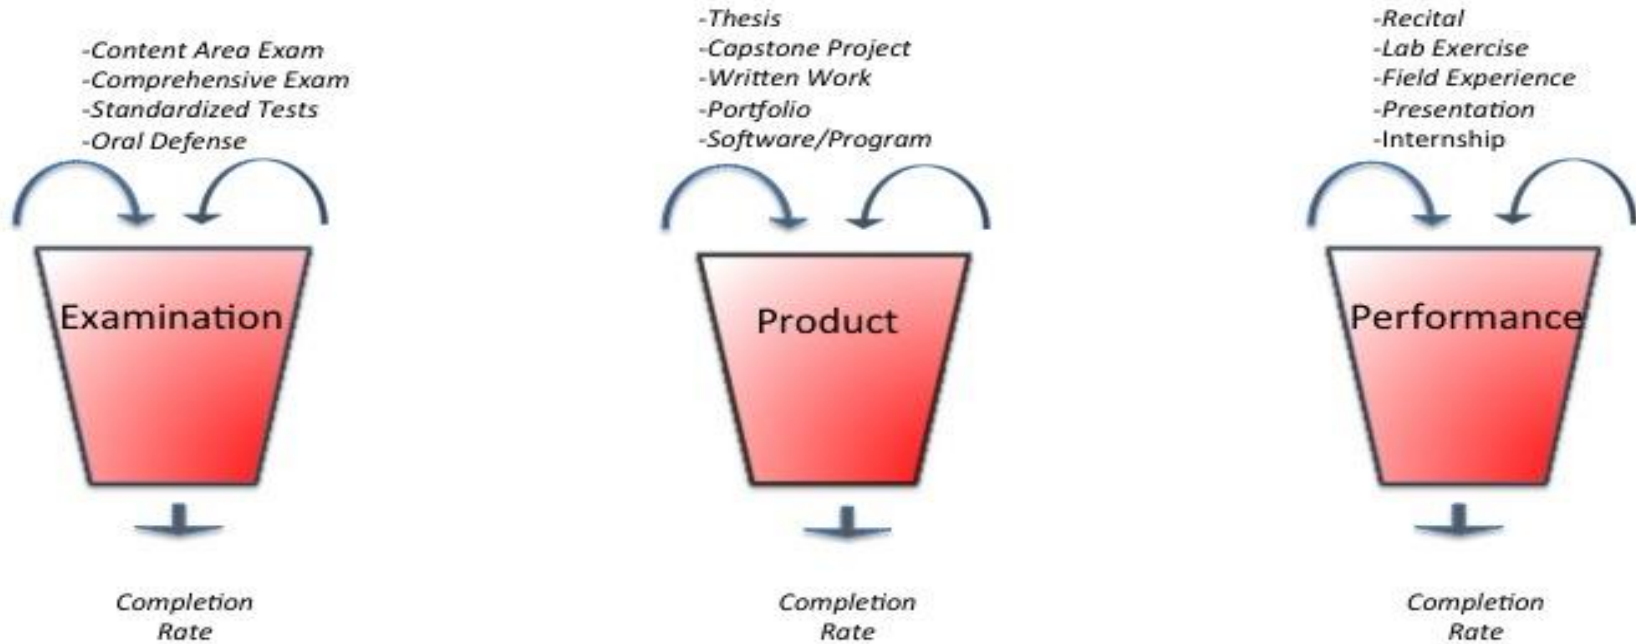 -Content Area Exam
-Comprehensive Exam
-Standardized Tests
-Oral Defense
Examination
Completion
Rate
-Thesis
-Capstone Project
-Written Work
-Portfolio
-Software/Program
Product
Completion
Rate
-Recital
-Lab Exercise
-Field Experience
-Presentation
-Internship
Performance
Completion
Rate